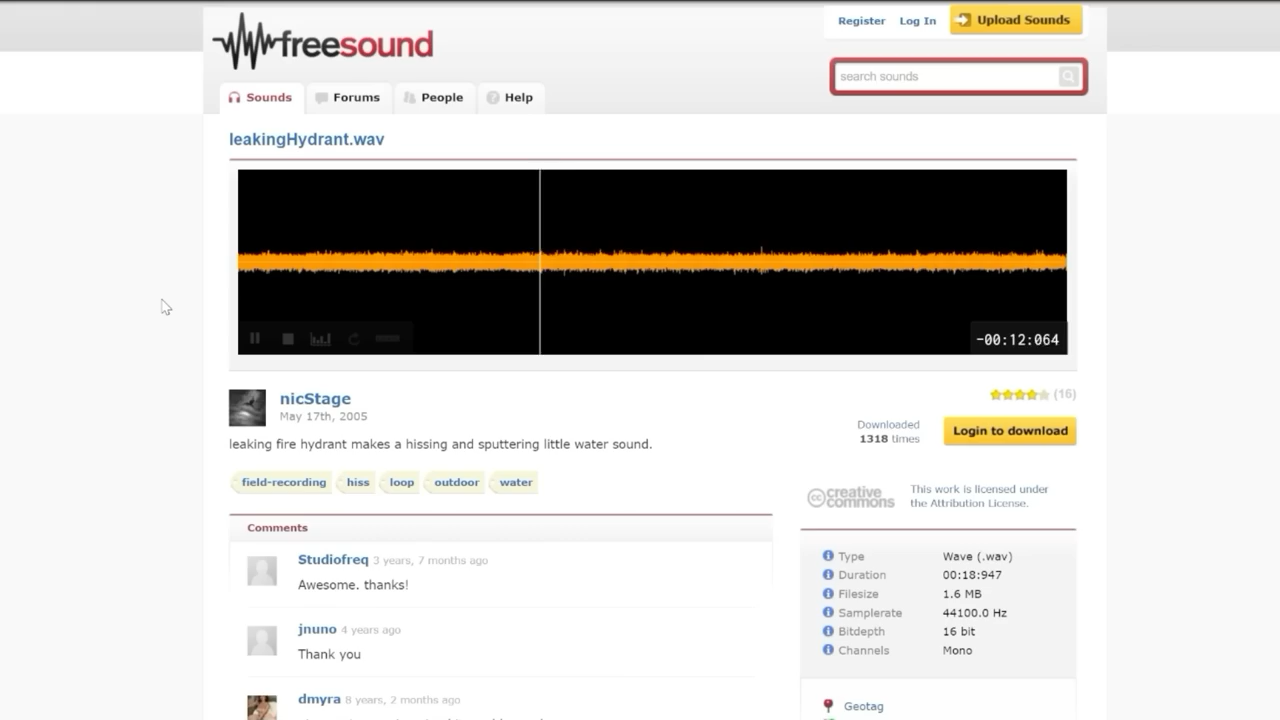 Register Log In Upload Sounds
freesound
search sounds
Sounds Forums People Help
leakingHydrant.wav
-00:12:064
nicStage
May 17th, 2005
(16)
Downloaded
1318 times
Login to download
leaking fire hydrant makes a hissing and sputtering little water sound.
field-recording hiss loop outdoor water
cc creative commons
This work is licensed under
the Attribution License.
Comments
Studiofreq 3 years, 7 months ago
Awesome. thanks!
jnuno 4 years ago
Thank you
dmyra 8 years, 2 months ago
Type Wave (.wav)
Duration 00:18:947
Filesize 1.6 MB
Samplerate 44100.0 Hz
Bitdepth 16 bit
Channels Mono
Geotag